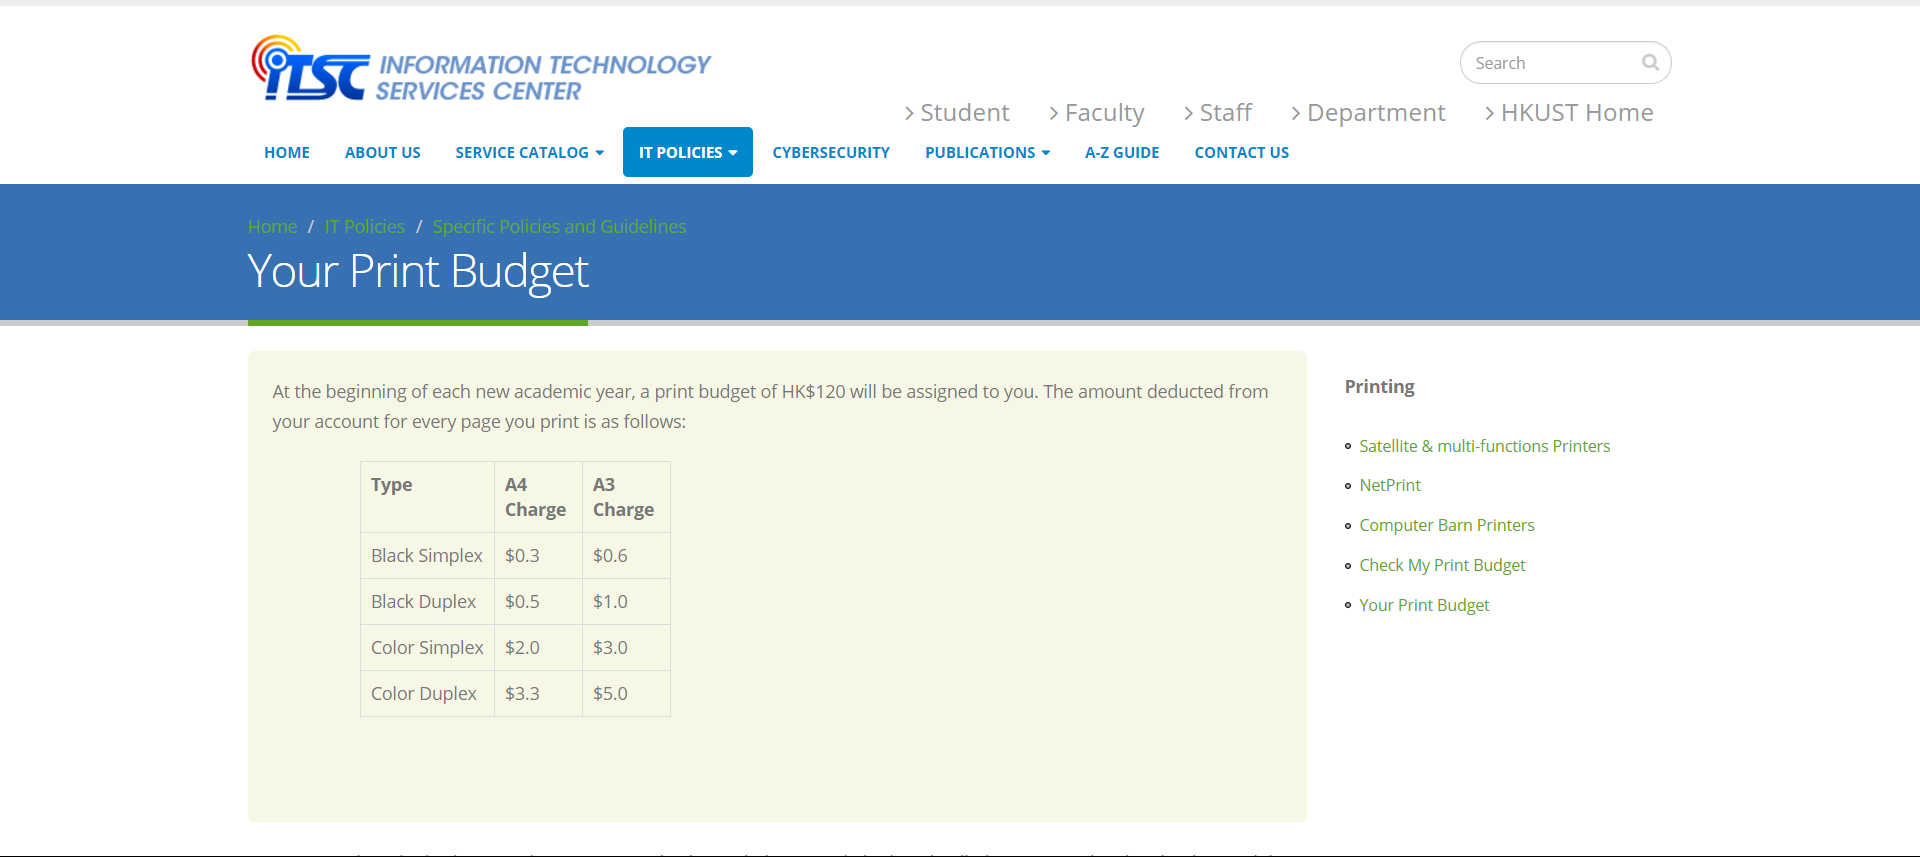 iTSC INFORMATION TECHNOLOGY
SERVICES CENTER
Search
Student Faculty Staff Department HKUST Home
HOME ABOUT US SERVICE CATALOG IT POLICIES CYBERSECURITY PUBLICATIONS A-Z GUIDE CONTACT US
Home / IT Policies / Specific Policies and Guidelines
Your Print Budget
At the beginning of each new academic year, a print budget of HK$120 will be assigned to you. The amount deducted from
your account for every page you print is as follows:
Type A4 Charge A3 Charge
Black Simplex $0.3 $0.6
Black Duplex $0.5 $1.0
Color Simplex $2.0 $3.0
Color Duplex $3.3 $5.0
Printing
Satellite & multi-functions Printers
NetPrint
Computer Barn Printers
Check My Print Budget
Your Print Budget